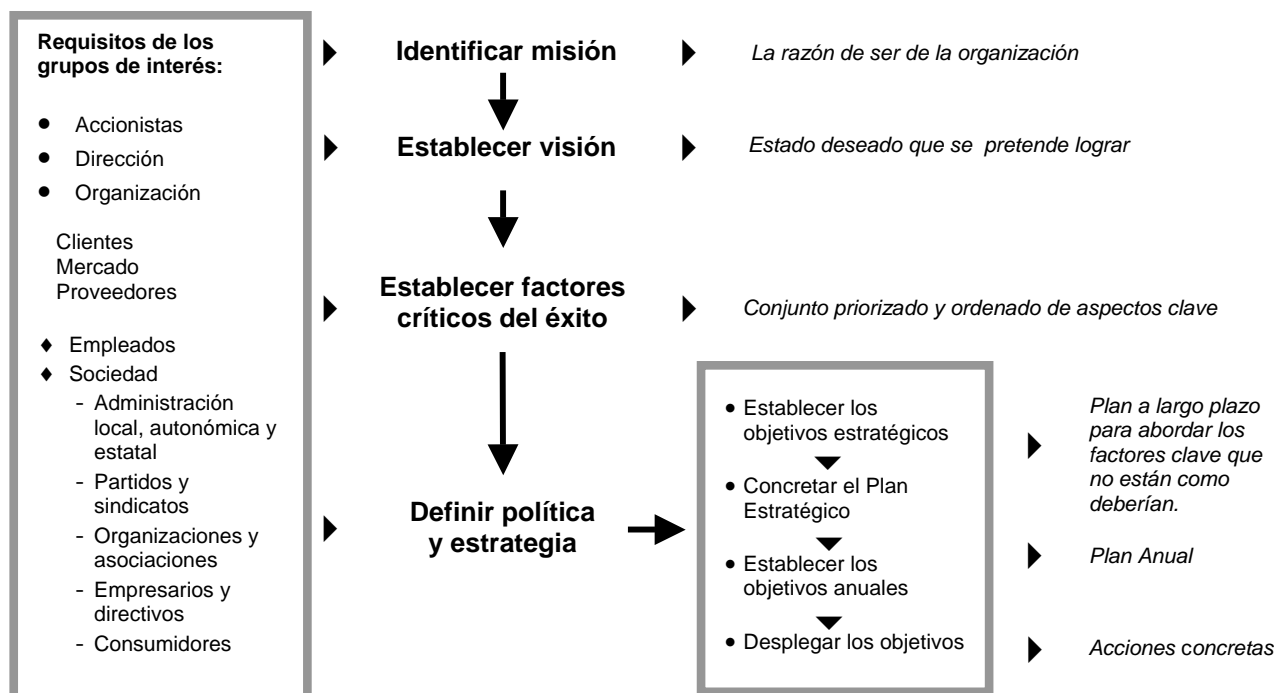 Requisitos de los
grupos de interés:
● Accionistas
● Dirección
● Organización
Clientes
Mercado
Proveedores
♦ Empleados
♦ Sociedad
- Administración
local, autonómica y
estatal
- Partidos y
sindicatos
- Organizaciones y
asociaciones
- Empresarios y
directivos
- Consumidores
Identificar misión
La razón de ser de la organización
Establecer visión
Estado deseado que se pretende lograr
Establecer factores
críticos del éxito
Conjunto priorizado y ordenado de aspectos clave
Definir política
y estrategia
• Establecer los
objetivos estratégicos
• Concretar el Plan
Estratégico
• Establecer los
objetivos anuales
• Desplegar los objetivos
Plan a largo plazo
para abordar los
factores clave que
no están como
deberían.
Plan Anual
Acciones concretas